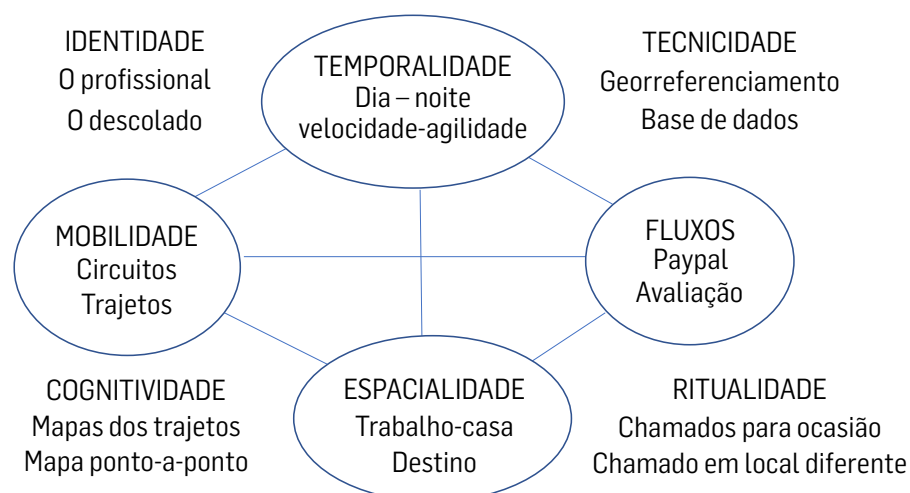 IDENTIDADE
O profissional
O descolado
TEMPORALIDADE
Dia – noite
velocidade-agilidade
TECNICIDADE
Georreferenciamento
Base de dados
MOBILIDADE
Circuitos
Trajetos
FLUXOS
Paypal
Avaliação
COGNITIVIDADE
Mapas dos trajetos
Mapa ponto-a-ponto
ESPACIALIDADE
Trabalho-casa
Destino
RITUALIDADE
Chamados para ocasião
Chamado em local diferente